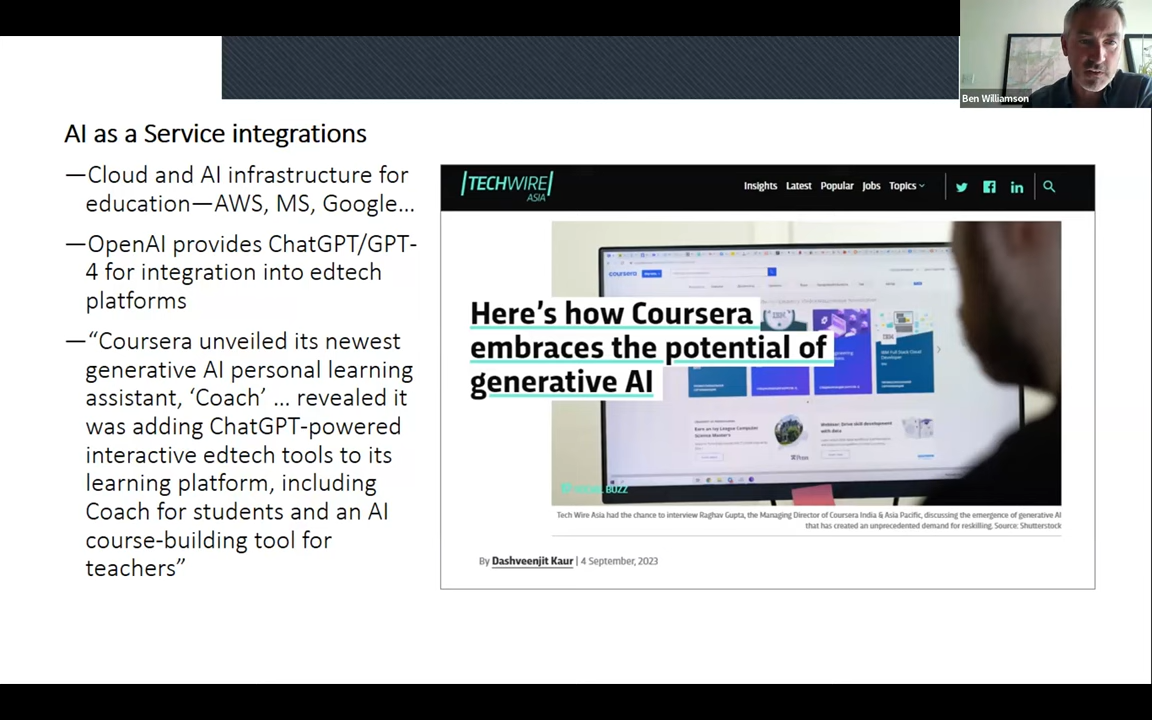 Ben Williamson
AI as a Service integrations
—Cloud and AI infrastructure for
education—AWS, MS, Google…
—OpenAI provides ChatGPT/GPT-
4 for integration into edtech
platforms
—“Coursera unveiled its newest
generative AI personal learning
assistant, ‘Coach’ … revealed it
was adding ChatGPT-powered
interactive edtech tools to its
learning platform, including
Coach for students and an AI
course-building tool for
teachers”
TECHWIRE
ASIA
Insights Latest Popular Jobs Topics
coursera
Here’s how Coursera
embraces the potential of
generative AI
Tech Wire Asia had the chance to interview Raghav Gupta, the Managing Director of Coursera India & Asia Pacific, discussing the emergence of generative AI
that has created an unprecedented demand for reskilling. Source: Shutterstock
By Dashveenjit Kaur | 4 September, 2023